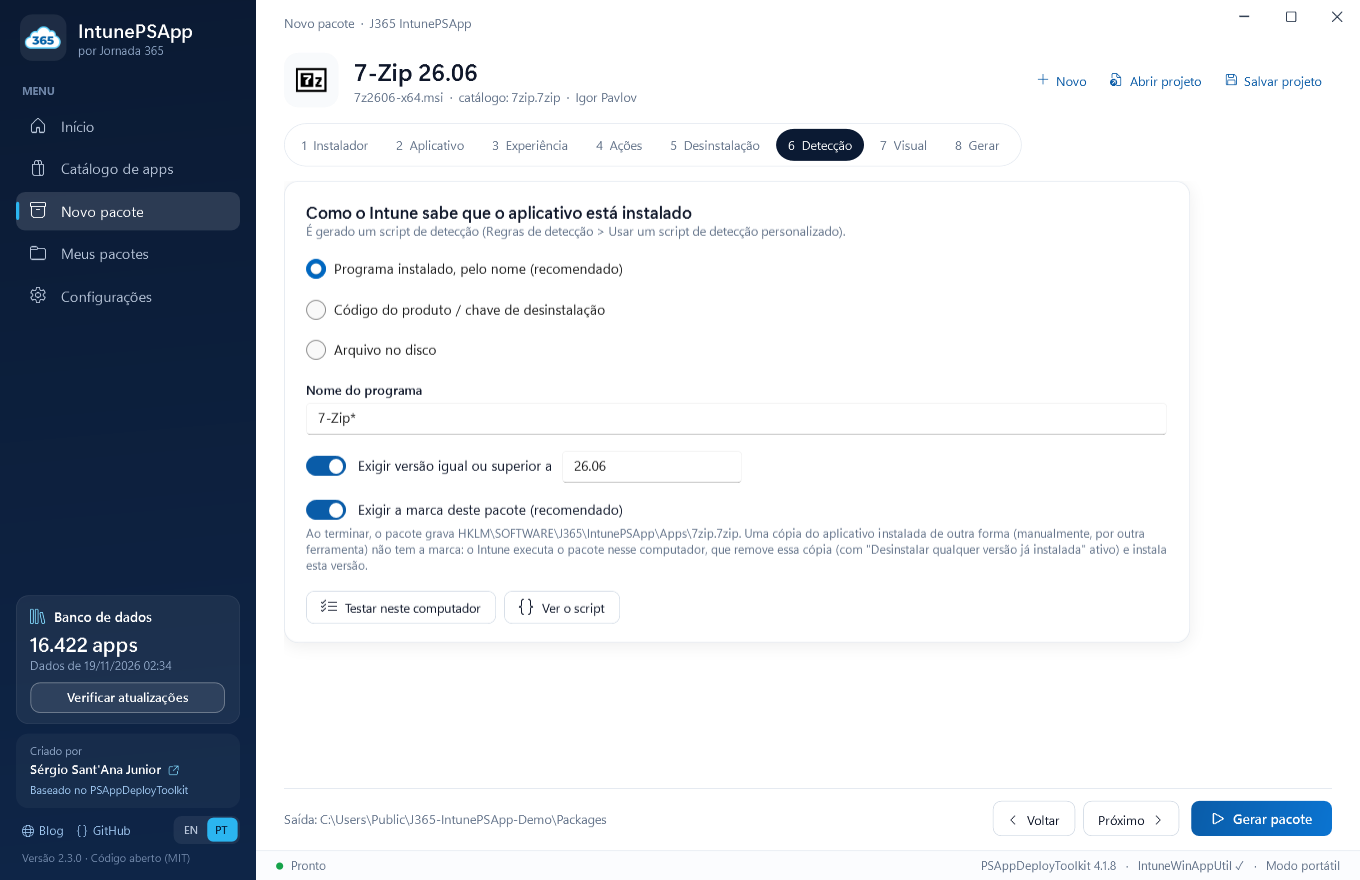 365
IntunePSApp
por Jornada 365
MENU
Início
Catálogo de apps
Novo pacote
Meus pacotes
Configurações
Banco de dados
16.422 apps
Dados de 19/11/2026 02:34
Verificar atualizações
Criado por
Sérgio Sant'Ana Junior
Baseado no PSAppDeployToolkit
Blog
{ } GitHub
EN
PT
Versão 2.3.0 · Código aberto (MIT)
Novo pacote · J365 IntunePSApp
7z
7-Zip 26.06
7z2606-x64.msi · catálogo: 7zip.7zip · Igor Pavlov
Novo
Abrir projeto
Salvar projeto
1 Instalador
2 Aplicativo
3 Experiência
4 Ações
5 Desinstalação
6 Detecção
7 Visual
8 Gerar
Como o Intune sabe que o aplicativo está instalado
É gerado um script de detecção (Regras de detecção > Usar um script de detecção personalizado).
Programa instalado, pelo nome (recomendado)
Código do produto / chave de desinstalação
Arquivo no disco
Nome do programa
7-Zip*
Exigir versão igual ou superior a
26.06
Exigir a marca deste pacote (recomendado)
Ao terminar, o pacote grava HKLM\SOFTWARE\J365\IntunePSApp\Apps\7zip.7zip. Uma cópia do aplicativo instalada de outra forma (manualmente, por outra
ferramenta) não tem a marca: o Intune executa o pacote nesse computador, que remove essa cópia (com "Desinstalar qualquer versão já instalada" ativo) e instala
esta versão.
Testar neste computador
{ } Ver o script
Saída: C:\Users\Public\J365-IntunePSApp-Demo\Packages
Voltar
Próximo
Gerar pacote
Pronto
PSAppDeployToolkit 4.1.8 · IntuneWinAppUtil ✓ · Modo portátil